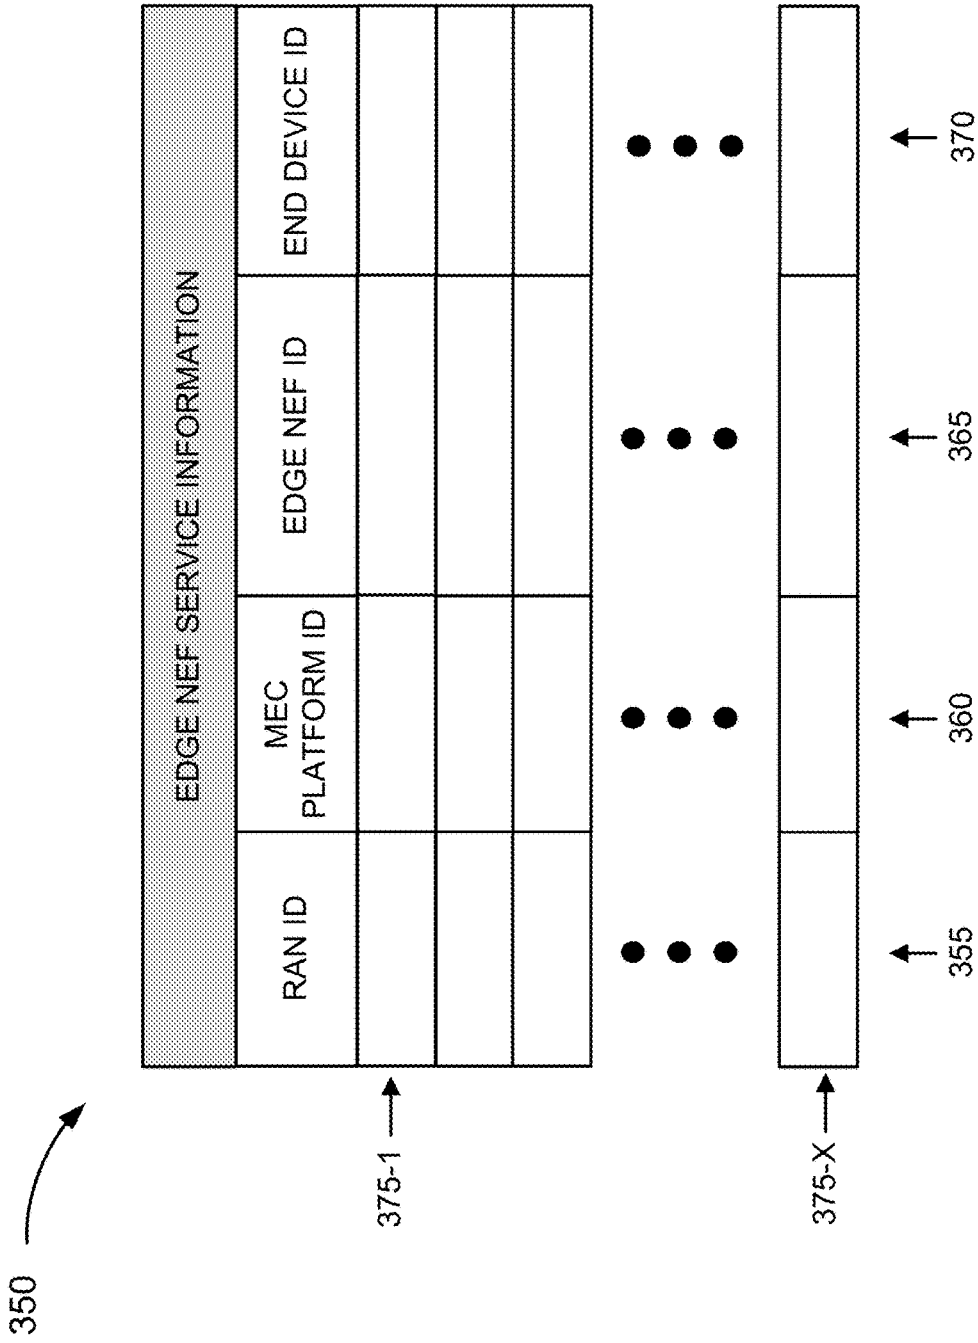 350
EDGE NEF SERVICE INFORMATION
RAN ID
MEC
PLATFORM ID
EDGE NEF ID
END DEVICE ID
375-1
375-X
355
360
365
370